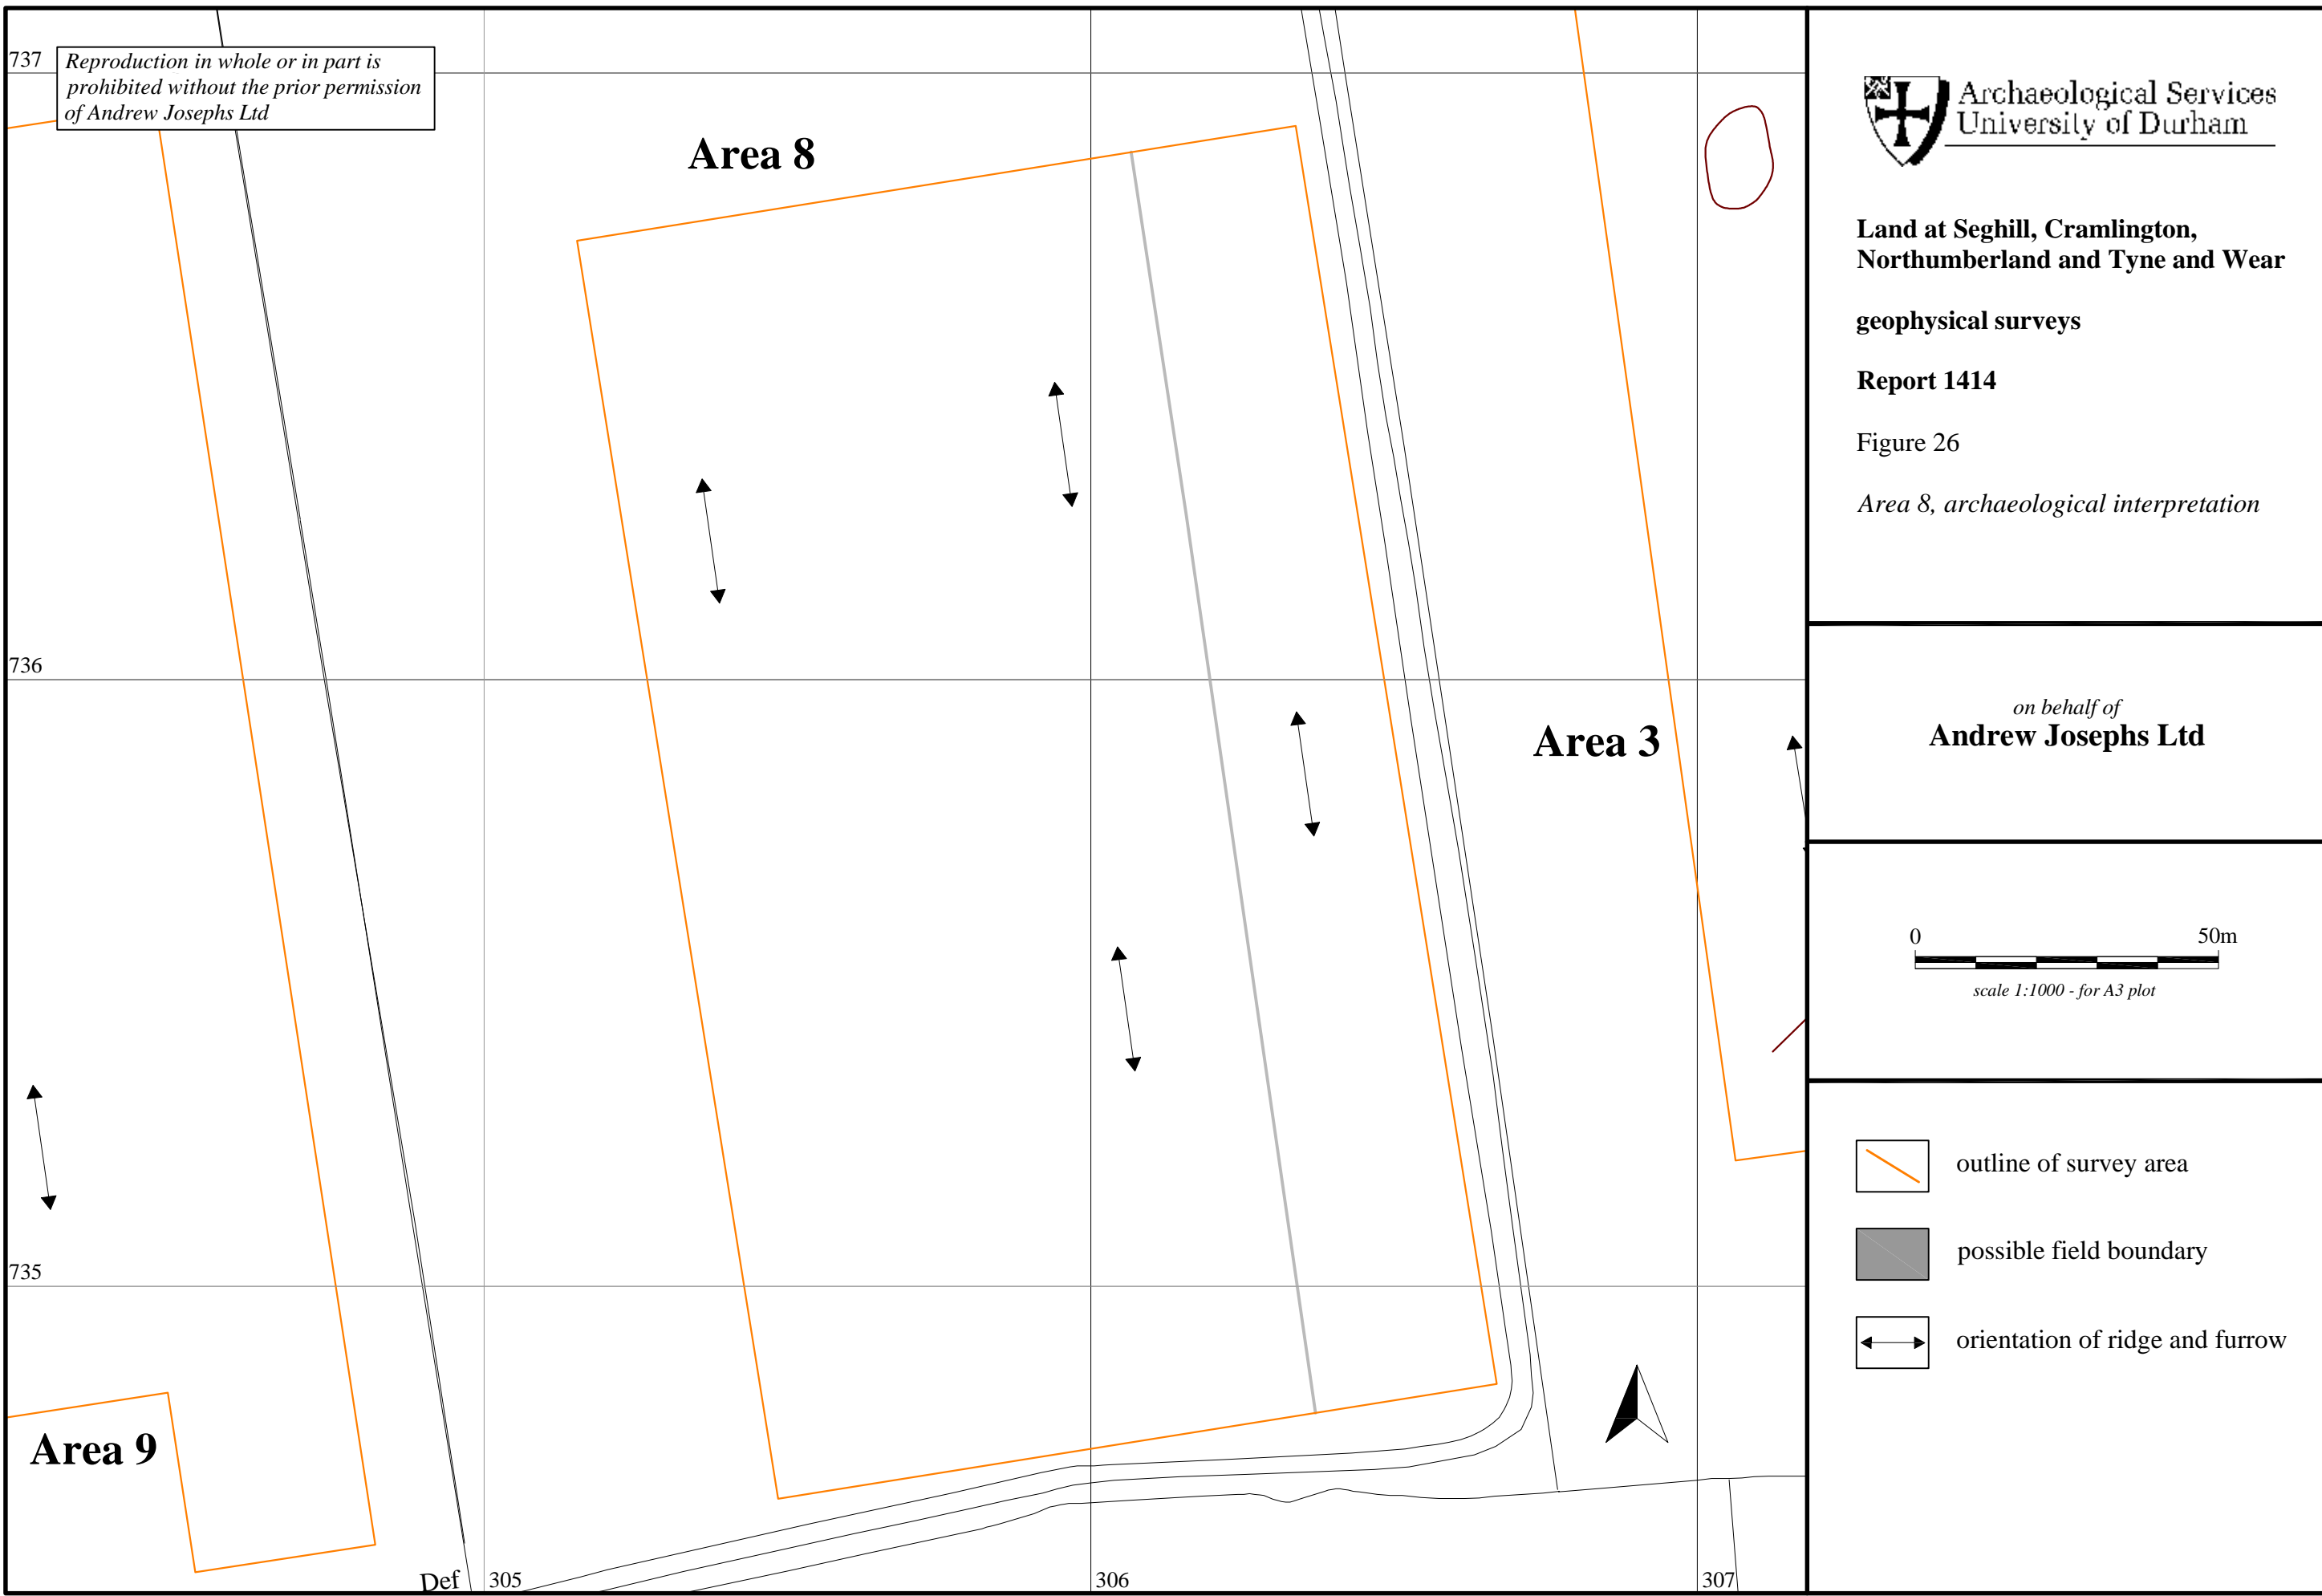 737
Reproduction in whole or in part is
prohibited without the prior permission
of Andrew Josephs Ltd
Area 8
736
Area 3
735
Area 9
Def
305
306
307
Archaeological Services
University of Durham
Land at Seghill, Cramlington,
Northumberland and Tyne and Wear
geophysical surveys
Report 1414
Figure 26
Area 8, archaeological interpretation
on behalf of
Andrew Josephs Ltd
0 50m
scale 1:1000 - for A3 plot
outline of survey area
possible field boundary
orientation of ridge and furrow